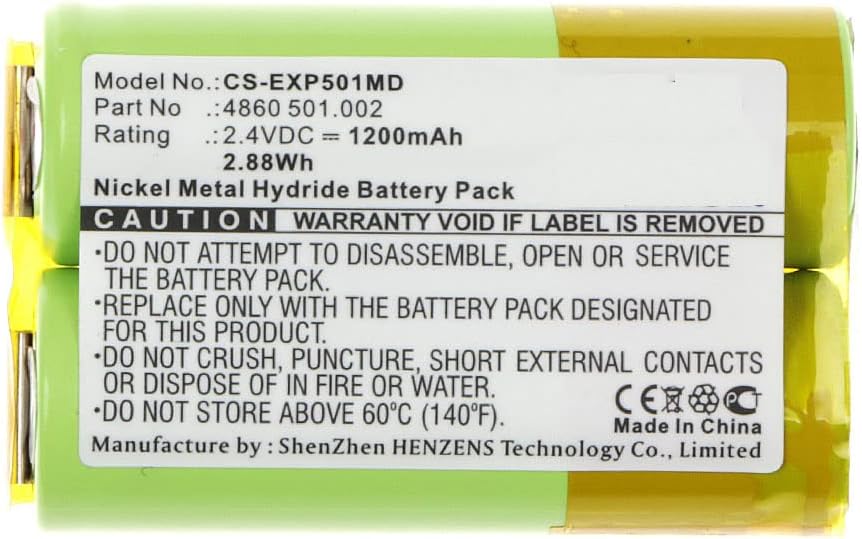 Model No.:CS-EXP501MD
Part No .:4860 501.002
Rating .:2.4VDC ⎓ 1200mAh
2.88Wh
Nickel Metal Hydride Battery Pack
CAUTION WARRANTY VOID IF LABEL IS REMOVED
·DO NOT ATTEMPT TO DISASSEMBLE, OPEN OR SERVICE
THE BATTERY PACK.
·REPLACE ONLY WITH THE BATTERY PACK DESIGNATED
FOR THIS PRODUCT.
·DO NOT CRUSH, PUNCTURE, SHORT EXTERNAL CONTACTS
OR DISPOSE OF IN FIRE OR WATER.
·DO NOT STORE ABOVE 60°C (140°F).
CE PCT
Made In China
Manufacture by : ShenZhen HENZENS Technology Co., Limited